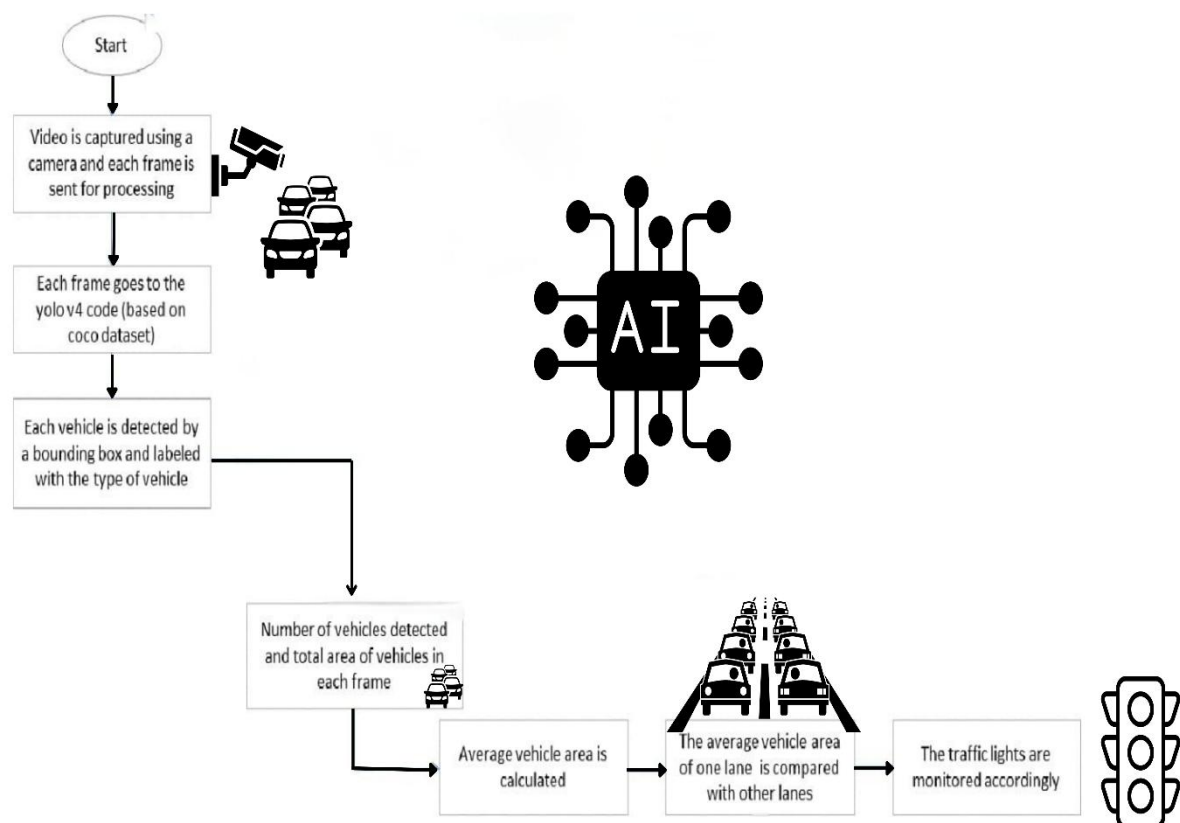 Start
Video is captured using a
camera and each frame is
sent for processing
Each frame goes to the
yolo v4 code (based on
coco dataset)
Each vehicle is detected by
a bounding box and labeled
with the type of vehicle
AI
Number of vehicles detected
and total area of vehicles in
each frame
Average vehicle area is
calculated
The average vehicle area
of one lane is compared
with other lanes
The traffic lights are
monitored accordingly